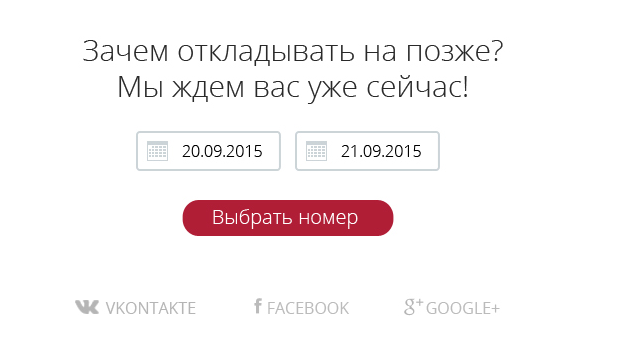 Зачем откладывать на позже?
Мы ждем вас уже сейчас!
20.09.2015 21.09.2015
Выбрать номер
VKONTAKTE FACEBOOK GOOGLE+